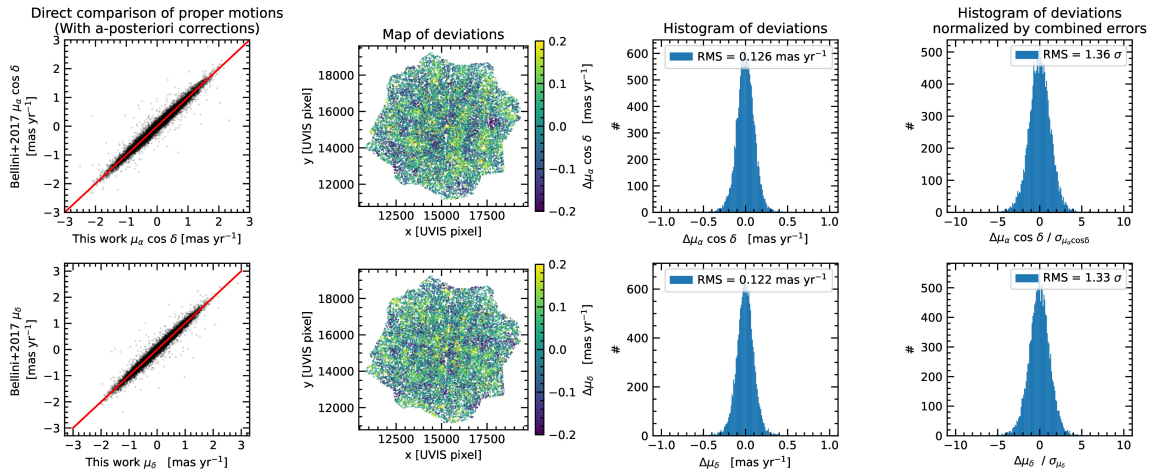 Direct comparison of proper motions
(With a-posteriori corrections)
3
2
1
0
−1
−2
−3
Bellini+2017 μα cos δ
[mas yr⁻¹]
−3 −2 −1 0 1 2 3
This work μα cos δ [mas yr⁻¹]
Map of deviations
18000
16000
14000
12000
y [UVIS pixel]
12500 15000 17500
x [UVIS pixel]
0.2
0.1
0.0
−0.1
−0.2
Δμα cos δ [mas yr⁻¹]
Histogram of deviations
RMS = 0.126 mas yr⁻¹
600
500
400
300
200
100
0
#
−1.0 −0.5 0.0 0.5 1.0
Δμα cos δ [mas yr⁻¹]
Histogram of deviations
normalized by combined errors
RMS = 1.36 σ
500
400
300
200
100
0
#
−10 −5 0 5 10
Δμα cos δ / σμαcosδ
3
2
1
0
−1
−2
−3
Bellini+2017 μδ
[mas yr⁻¹]
−3 −2 −1 0 1 2 3
This work μδ [mas yr⁻¹]
18000
16000
14000
12000
y [UVIS pixel]
12500 15000 17500
x [UVIS pixel]
0.2
0.1
0.0
−0.1
−0.2
Δμδ [mas yr⁻¹]
RMS = 0.122 mas yr⁻¹
600
400
200
0
#
−1.0 −0.5 0.0 0.5 1.0
Δμδ [mas yr⁻¹]
RMS = 1.33 σ
500
400
300
200
100
0
#
−10 −5 0 5 10
Δμδ / σμδ